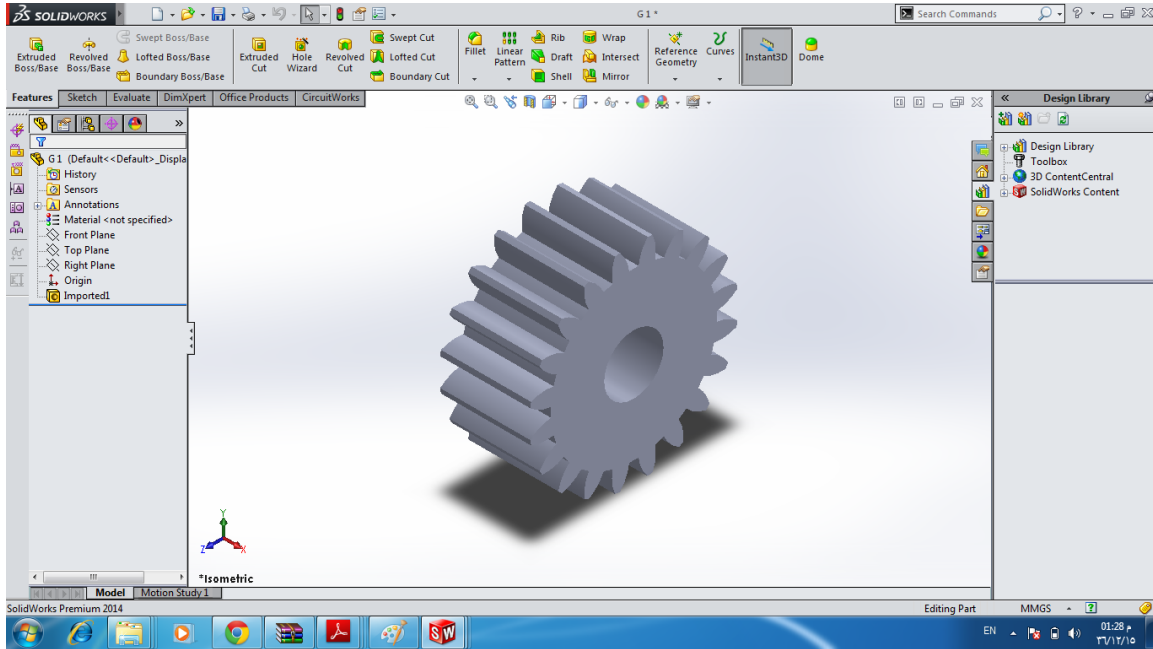 SOLIDWORKS
G1 *
Search Commands
Extruded Boss/Base
Revolved Boss/Base
Swept Boss/Base
Lofted Boss/Base
Boundary Boss/Base
Extruded Cut
Hole Wizard
Revolved Cut
Swept Cut
Lofted Cut
Boundary Cut
Fillet
Linear Pattern
Rib
Draft
Shell
Wrap
Intersect
Mirror
Reference Geometry
Curves
Instant3D
Dome
Features Sketch Evaluate DimXpert Office Products CircuitWorks
G1 (Default<<Default>_Displa
History
Sensors
Annotations
Material <not specified>
Front Plane
Top Plane
Right Plane
Origin
Imported1
Design Library
Design Library
Toolbox
3D ContentCentral
SolidWorks Content
Y
Z
X
*Isometric
Model Motion Study 1
SolidWorks Premium 2014
Editing Part
MMGS
EN
01:28 م
٣٦/١٢/١٥